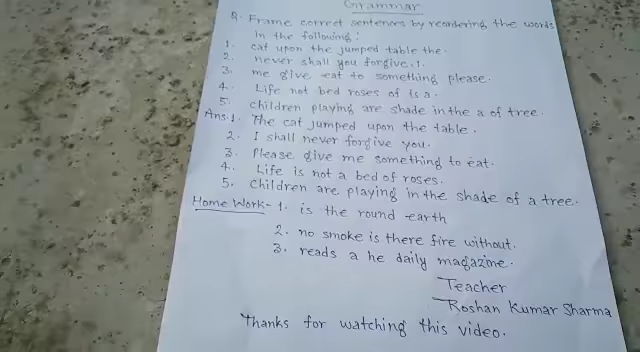 Grammar
Q. Frame correct sentences by reordering the words
in the following:
1. cat upon the jumped table the.
2. never shall you forgive. I.
3. me give eat to something please.
4. Life not bed roses of is a.
5. children playing are shade in the a of tree.
Ans:1. The cat jumped upon the table.
2. I shall never forgive you.
3. Please give me something to eat.
4. Life is not a bed of roses.
5. Children are playing in the shade of a tree.
Home Work- 1. is the round earth
2. no smoke is there fire without.
3. reads a he daily magazine.
Teacher
Roshan Kumar Sharma
Thanks for watching this video.